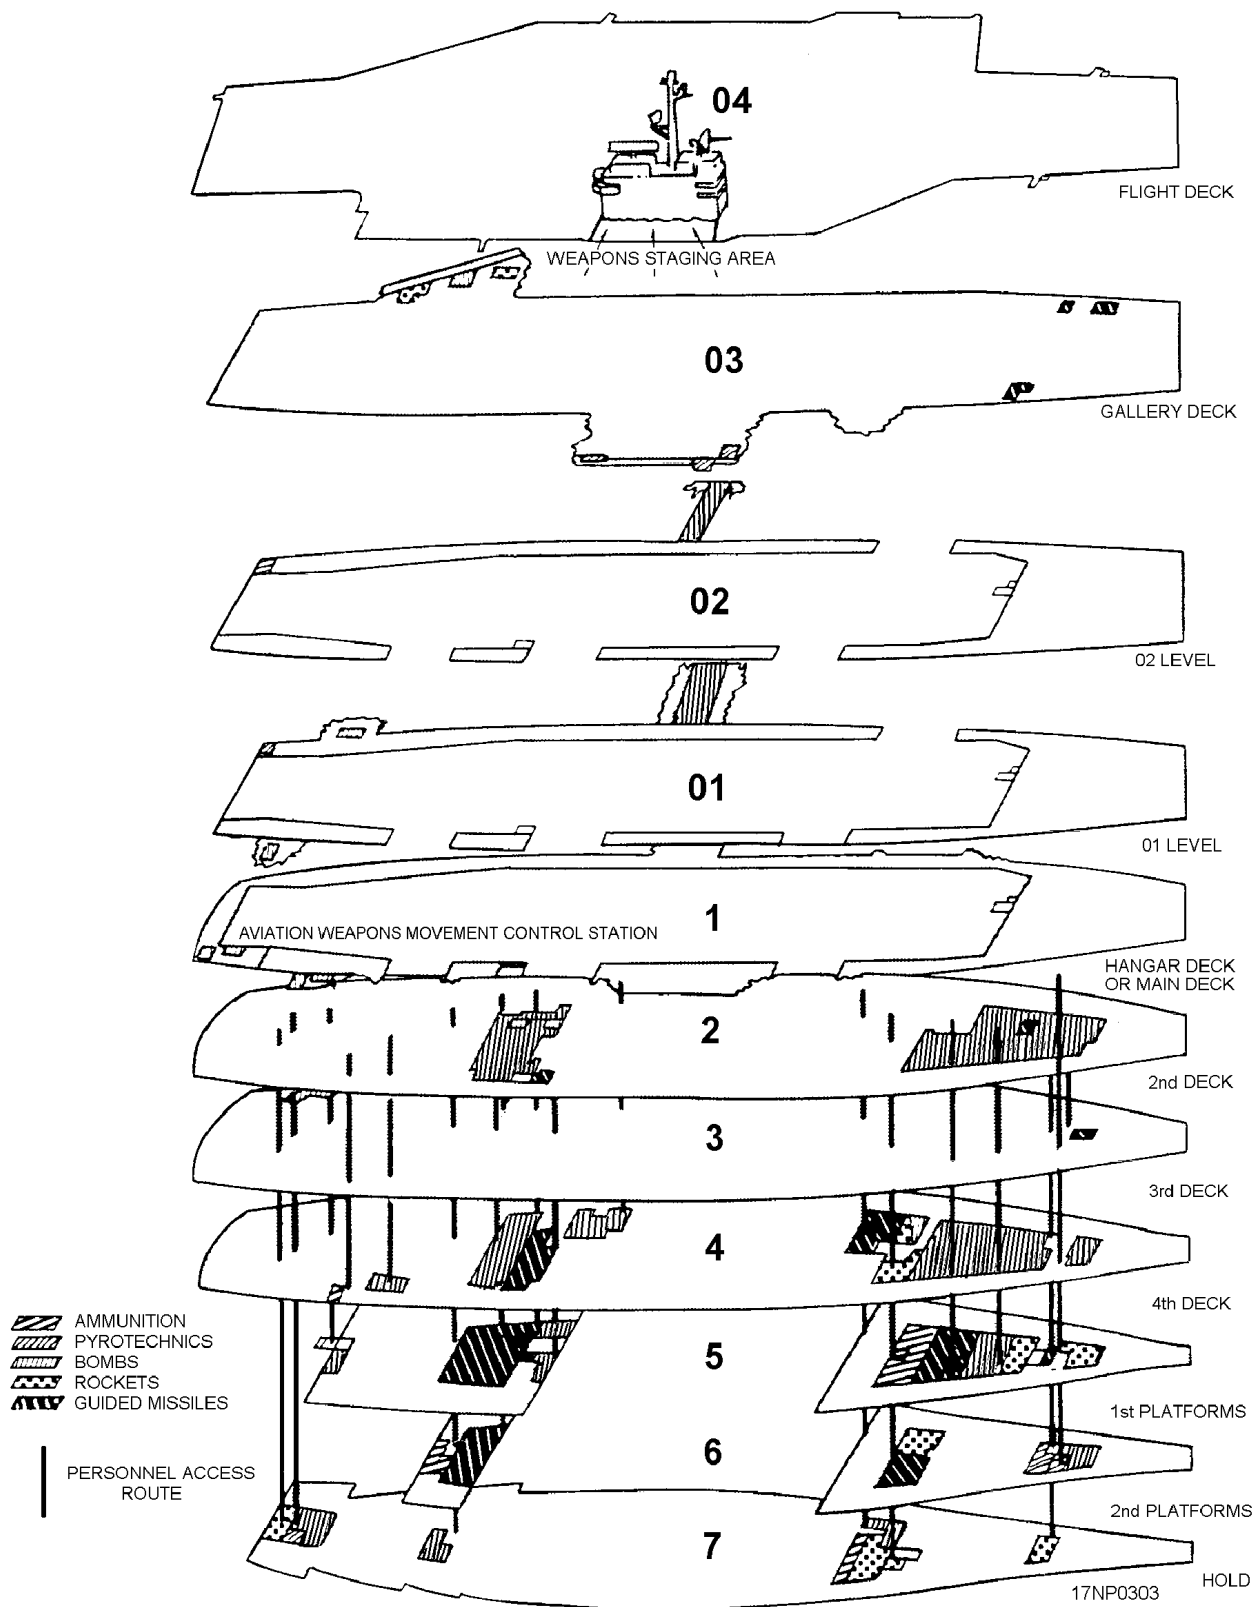 04
FLIGHT DECK
WEAPONS STAGING AREA
03
GALLERY DECK
02
02 LEVEL
01
01 LEVEL
1
AVIATION WEAPONS MOVEMENT CONTROL STATION
HANGAR DECK
OR MAIN DECK
2
2nd DECK
3
3rd DECK
4
4th DECK
AMMUNITION
PYROTECHNICS
BOMBS
ROCKETS
GUIDED MISSILES
5
1st PLATFORMS
PERSONNEL ACCESS
ROUTE
6
2nd PLATFORMS
7
HOLD
17NP0303